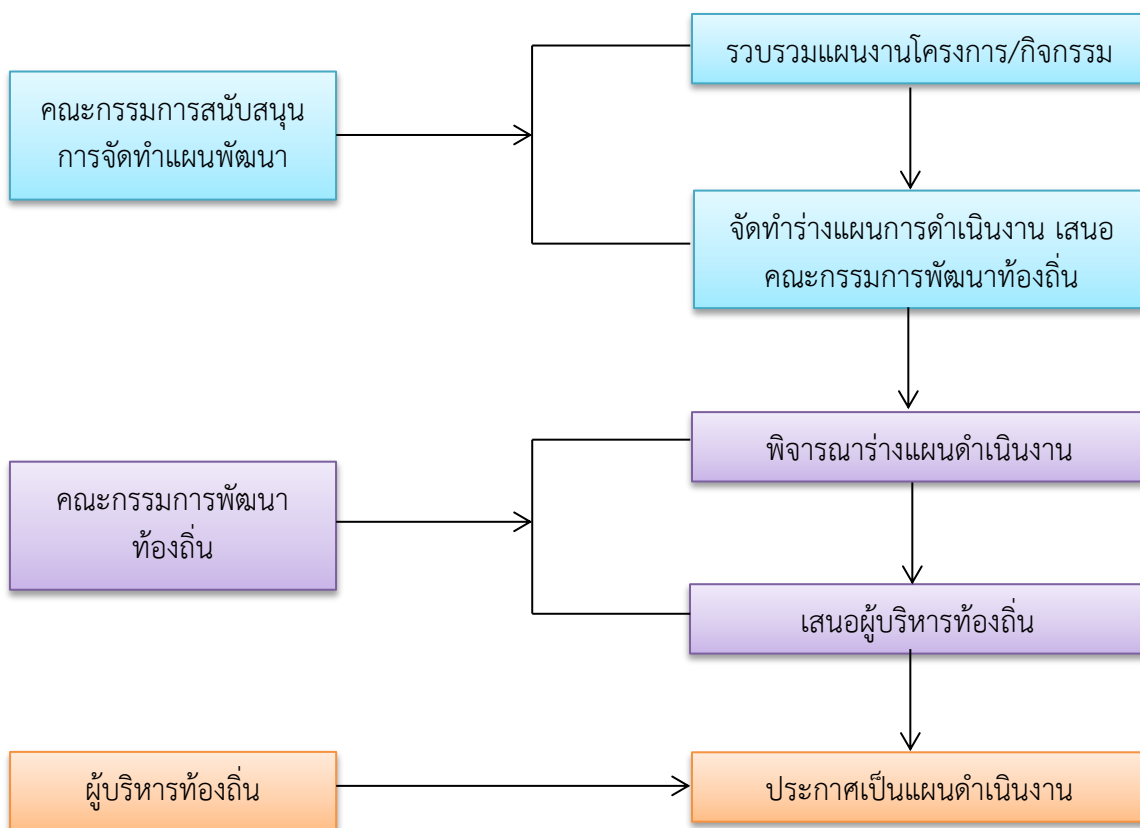 รวบรวมแผนงานโครงการ/กิจกรรม
คณะกรรมการสนับสนุน
การจัดทำแผนพัฒนา
จัดทำร่างแผนการดำเนินงาน เสนอ
คณะกรรมการพัฒนาท้องถิ่น
พิจารณาร่างแผนดำเนินงาน
คณะกรรมการพัฒนา
ท้องถิ่น
เสนอผู้บริหารท้องถิ่น
ผู้บริหารท้องถิ่น
ประกาศเป็นแผนดำเนินงาน